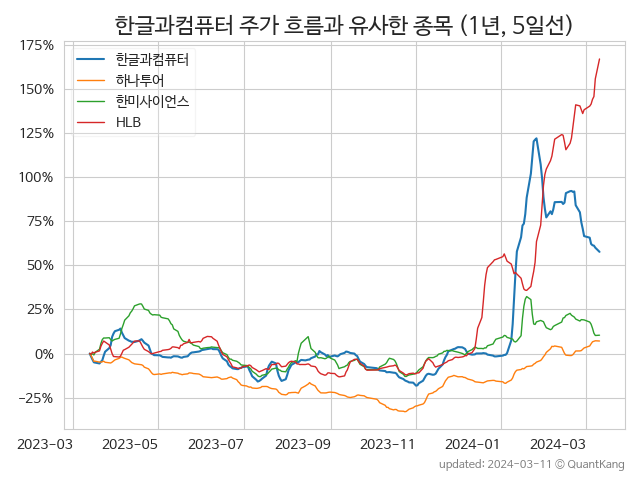 한글과컴퓨터 주가 흐름과 유사한 종목 (1년, 5일선)
175%
150%
125%
100%
75%
50%
25%
0%
−25%
한글과컴퓨터
하나투어
한미사이언스
HLB
2023-03
2023-05
2023-07
2023-09
2023-11
2024-01
2024-03
updated: 2024-03-11 © QuantKang